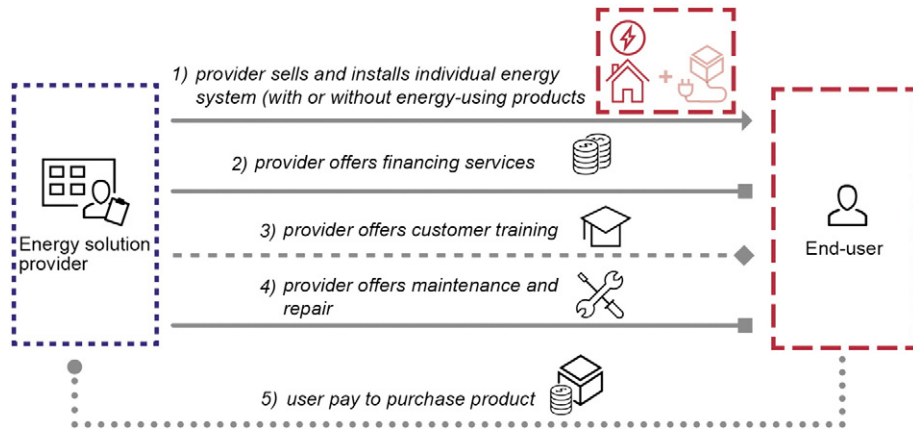 1) provider sells and installs individual energy
system (with or without energy-using products
2) provider offers financing services
Energy solution
provider
3) provider offers customer training
End-user
4) provider offers maintenance and
repair
5) user pay to purchase product